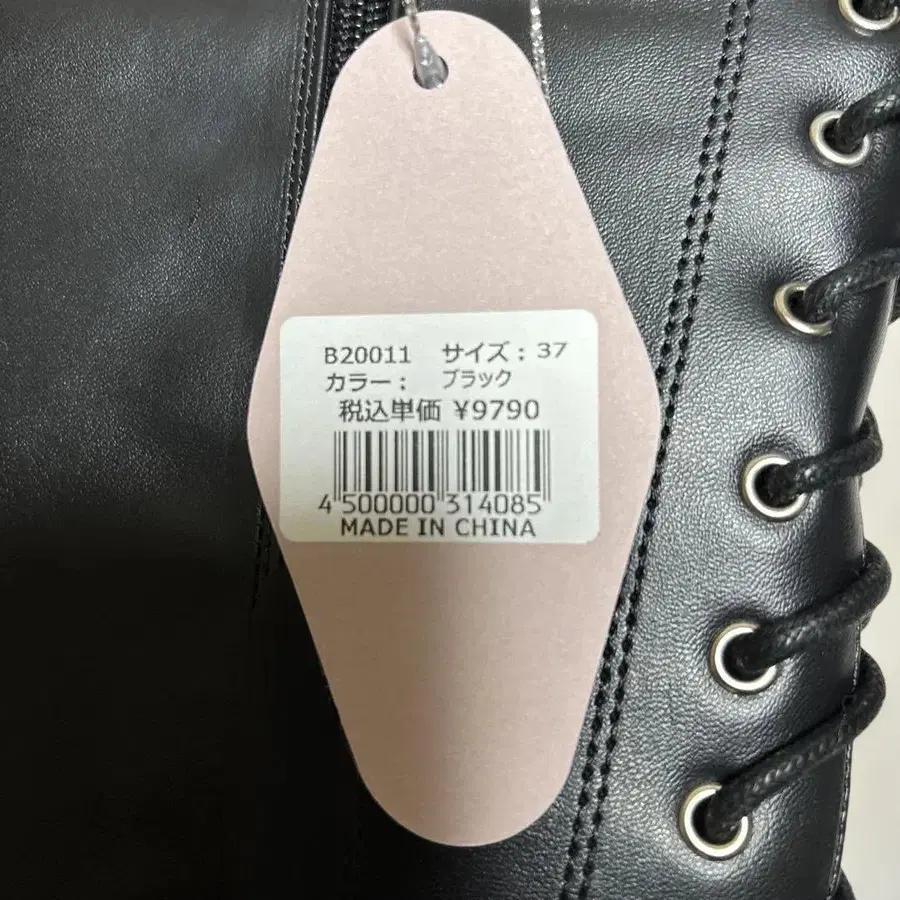 B20011 サイズ: 37
カラー: ブラック
税込単価 ¥9790
4 500000 314085
MADE IN CHINA